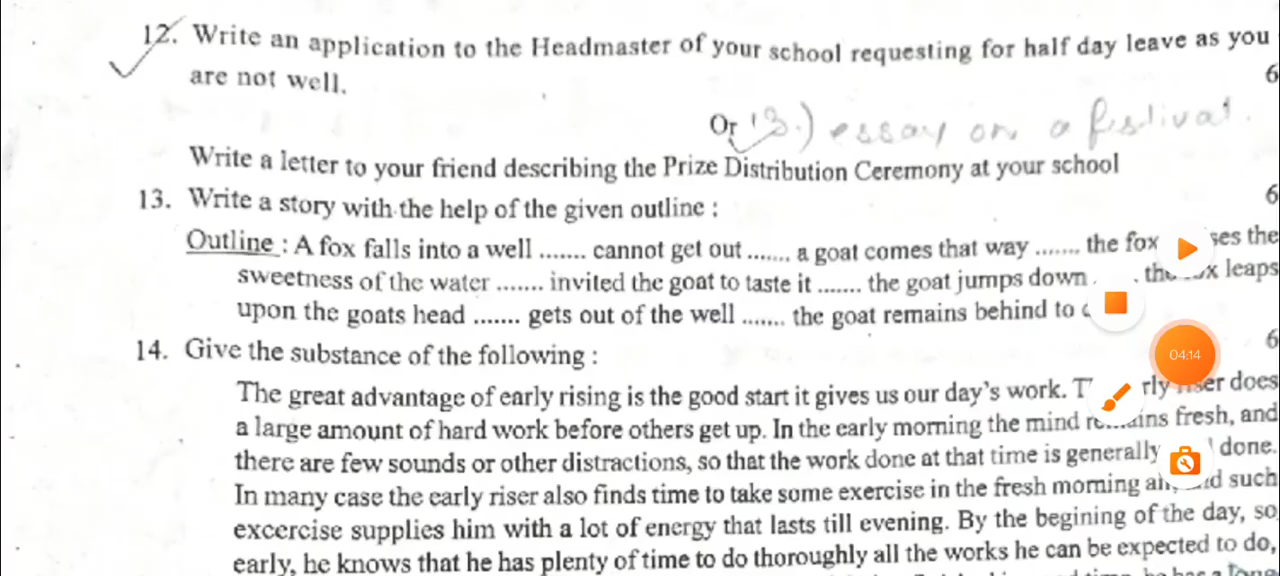 12. Write an application to the Headmaster of your school requesting for half day leave as you
are not well.
6
Or 13.) essay on a festival.
Write a letter to your friend describing the Prize Distribution Ceremony at your school
13. Write a story with the help of the given outline :
6
Outline : A fox falls into a well ....... cannot get out ....... a goat comes that way ....... the fox the
sweetness of the water ....... invited the goat to taste it ....... the goat jumps down leaps
upon the goats head ....... gets out of the well ....... the goat remains behind to
6
14. Give the substance of the following :
04:14
The great advantage of early rising is the good start it gives us our day's work. does
a large amount of hard work before others get up. In the early morning the mind fresh, and
there are few sounds or other distractions, so that the work done at that time is generally done.
In many case the early riser also finds time to take some exercise in the fresh morning such
excercise supplies him with a lot of energy that lasts till evening. By the begining of the day, so
early, he knows that he has plenty of time to do thoroughly all the works he can be expected to do,